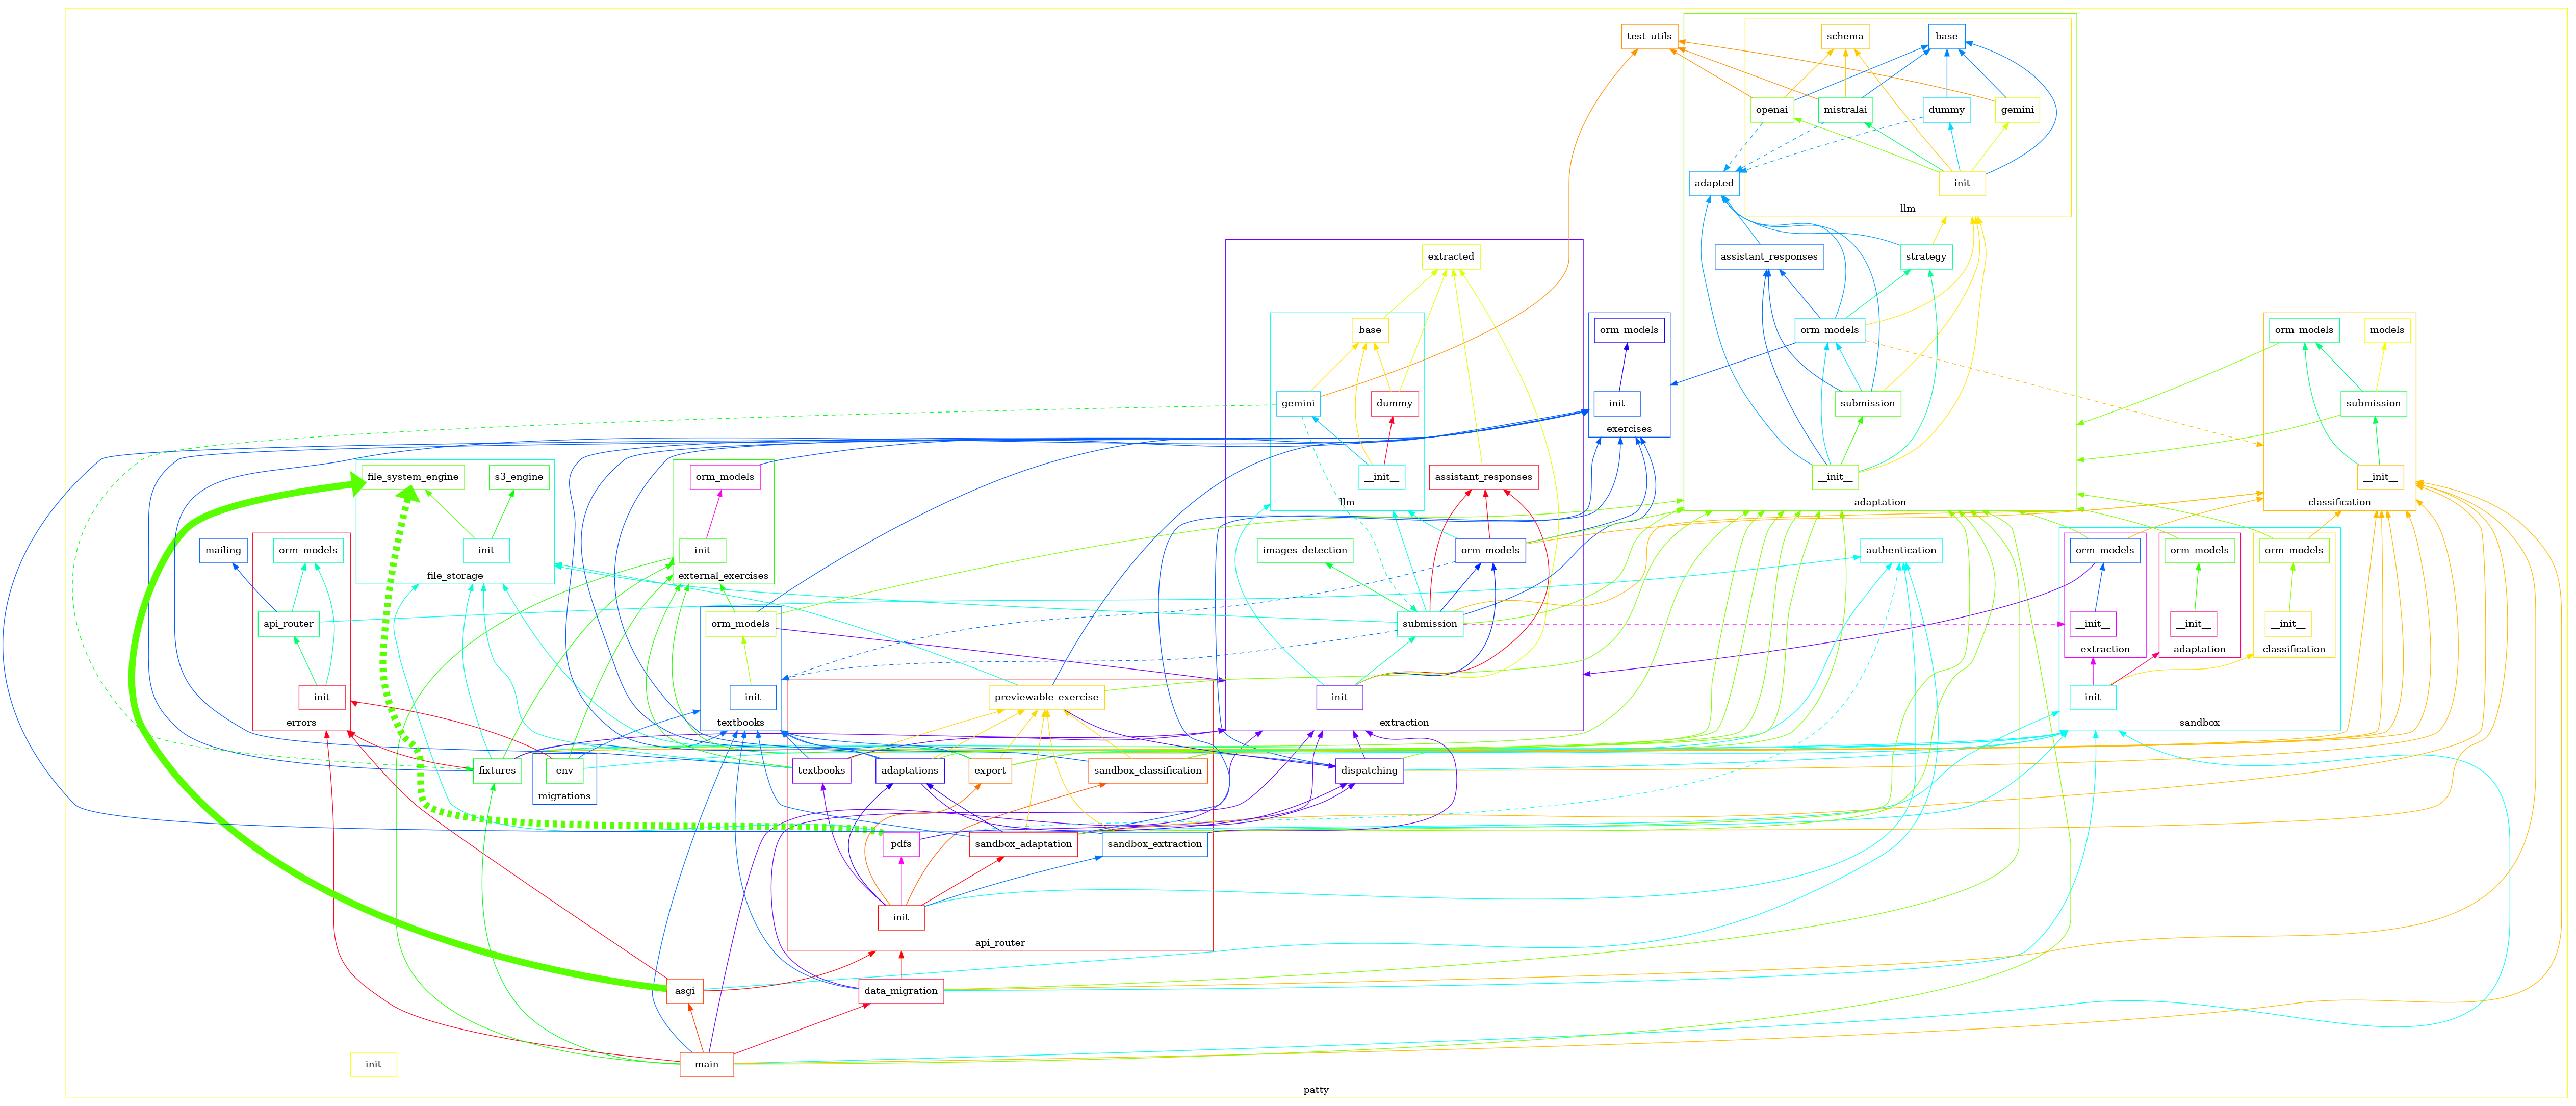 test_utils
schema
base
openai
mistralai
dummy
gemini
adapted
__init__
llm
assistant_responses
strategy
extracted
orm_models
base
orm_models
orm_models
models
gemini
dummy
__init__
exercises
submission
submission
file_system_engine
s3_engine
orm_models
__init__
assistant_responses
__init__
adaptation
__init__
classification
llm
mailing
orm_models
__init__
file_storage
__init__
external_exercises
images_detection
orm_models
authentication
orm_models
orm_models
orm_models
api_router
orm_models
submission
__init__
__init__
__init__
extraction
adaptation
classification
__init__
errors
__init__
textbooks
previewable_exercise
__init__
extraction
__init__
sandbox
fixtures
env
migrations
textbooks
adaptations
export
sandbox_classification
dispatching
pdfs
sandbox_adaptation
sandbox_extraction
__init__
api_router
asgi
data_migration
__init__
__main__
patty